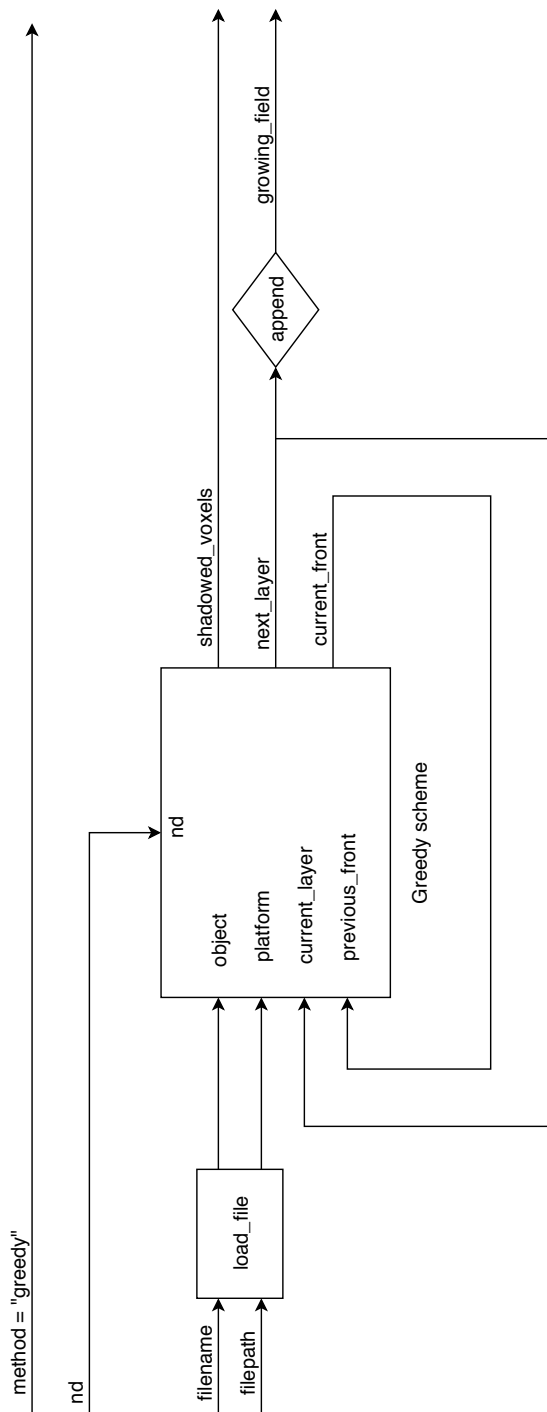 method = "greedy"
nd
filename
filepath
load_file
nd
object
platform
current_layer
previous_front
Greedy scheme
shadowed_voxels
next_layer
current_front
append
growing_field